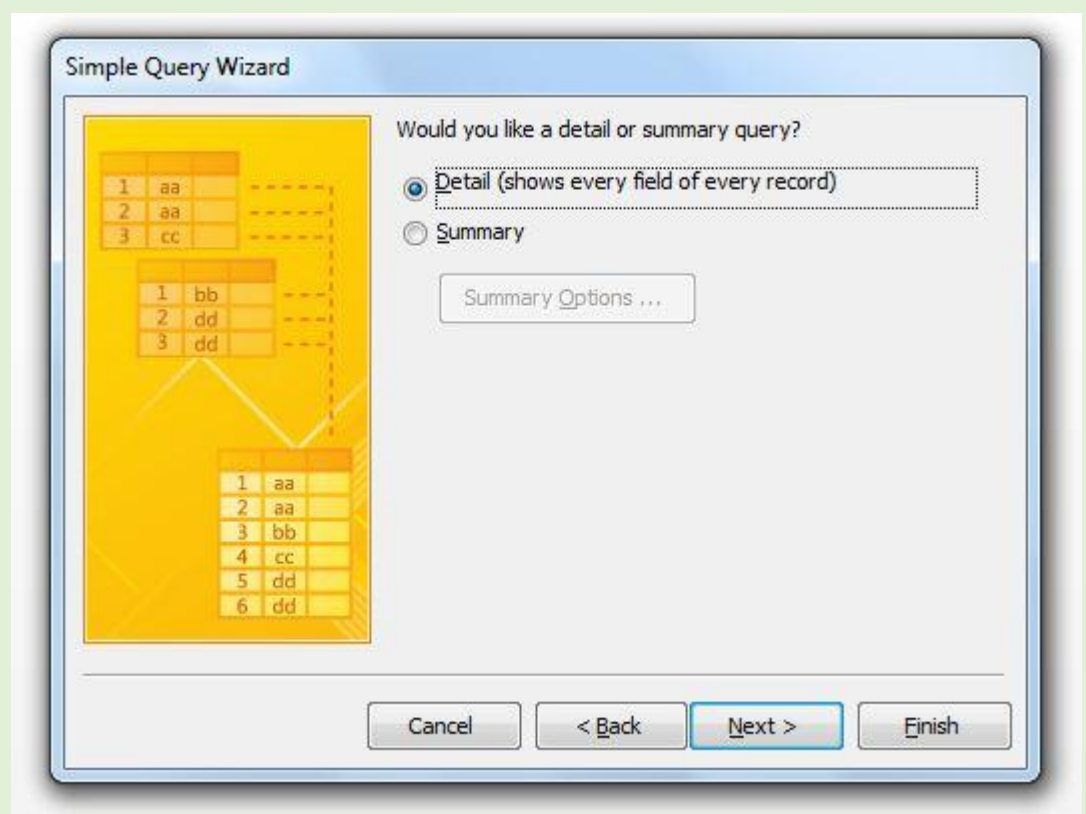 Simple Query Wizard
Would you like a detail or summary query?
Detail (shows every field of every record)
Summary
Summary Options ...
1 aa
2 aa
3 cc
1 bb
2 dd
3 dd
1 aa
2 aa
3 bb
4 cc
5 dd
6 dd
Cancel
< Back
Next >
Finish